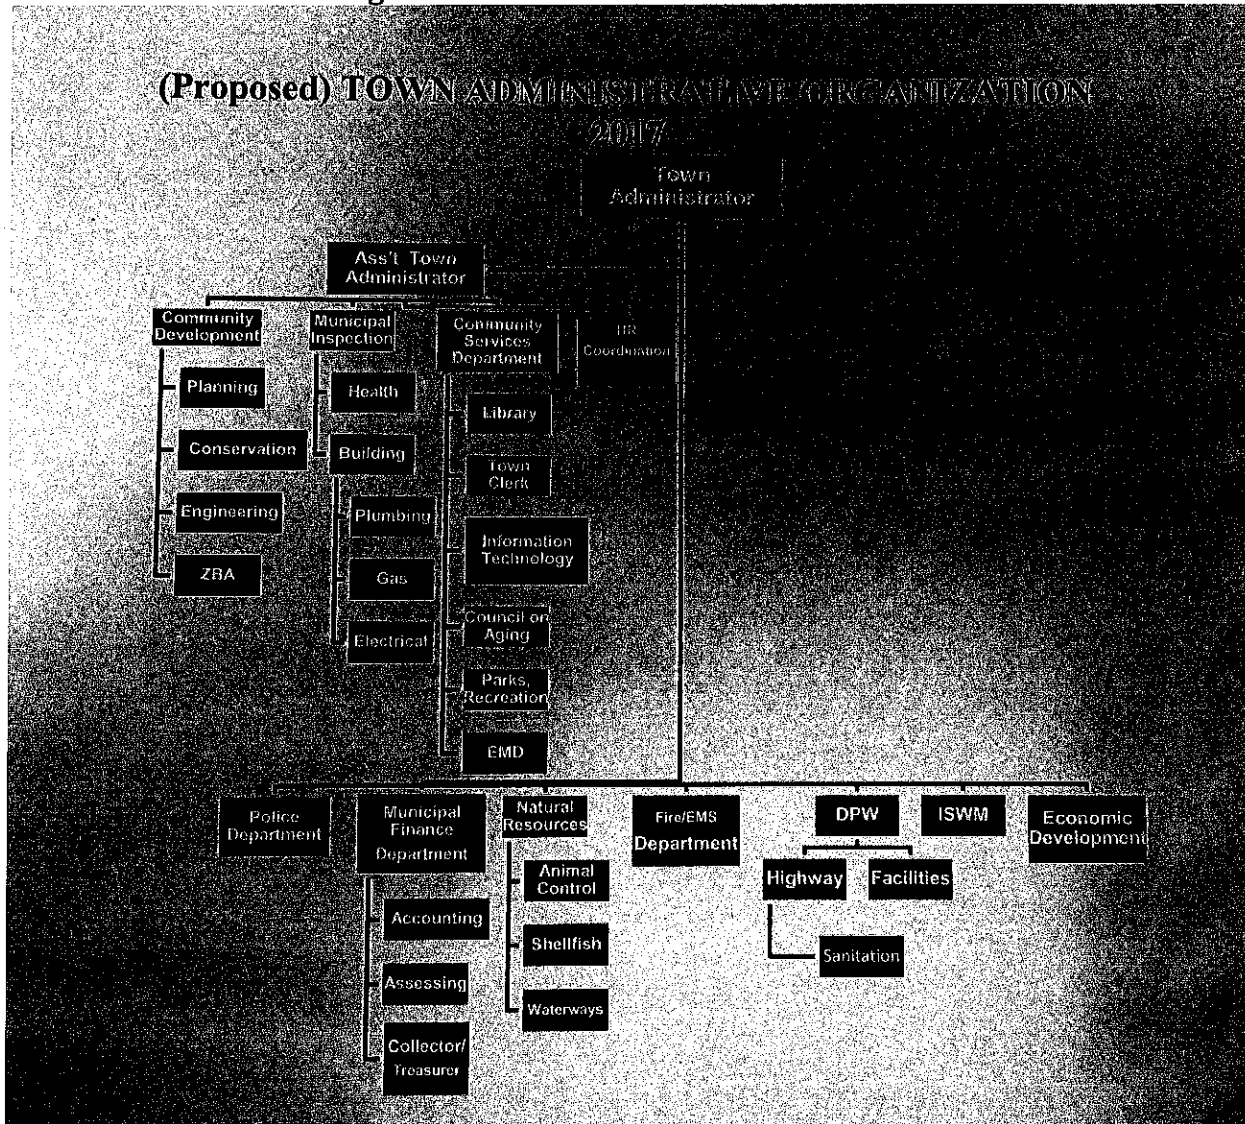 (Proposed) TOWN ADMINISTRATIVE ORGANIZATION
2017
Town
Administrator
Ass't Town
Administrator
Community
Development
Municipal
Inspection
Community
Services
Department
HR
Coordination
Planning
Health
Library
Conservation
Building
Town
Clerk
Engineering
Plumbing
Information
Technology
ZBA
Gas
Electrical
Council on
Aging
Parks,
Recreation
EMD
Police
Department
Municipal
Finance
Department
Natural
Resources
Fire/EMS
Department
DPW
ISWM
Economic
Development
Animal
Control
Highway
Facilities
Accounting
Shellfish
Sanitation
Assessing
Waterways
Collector/
Treasurer